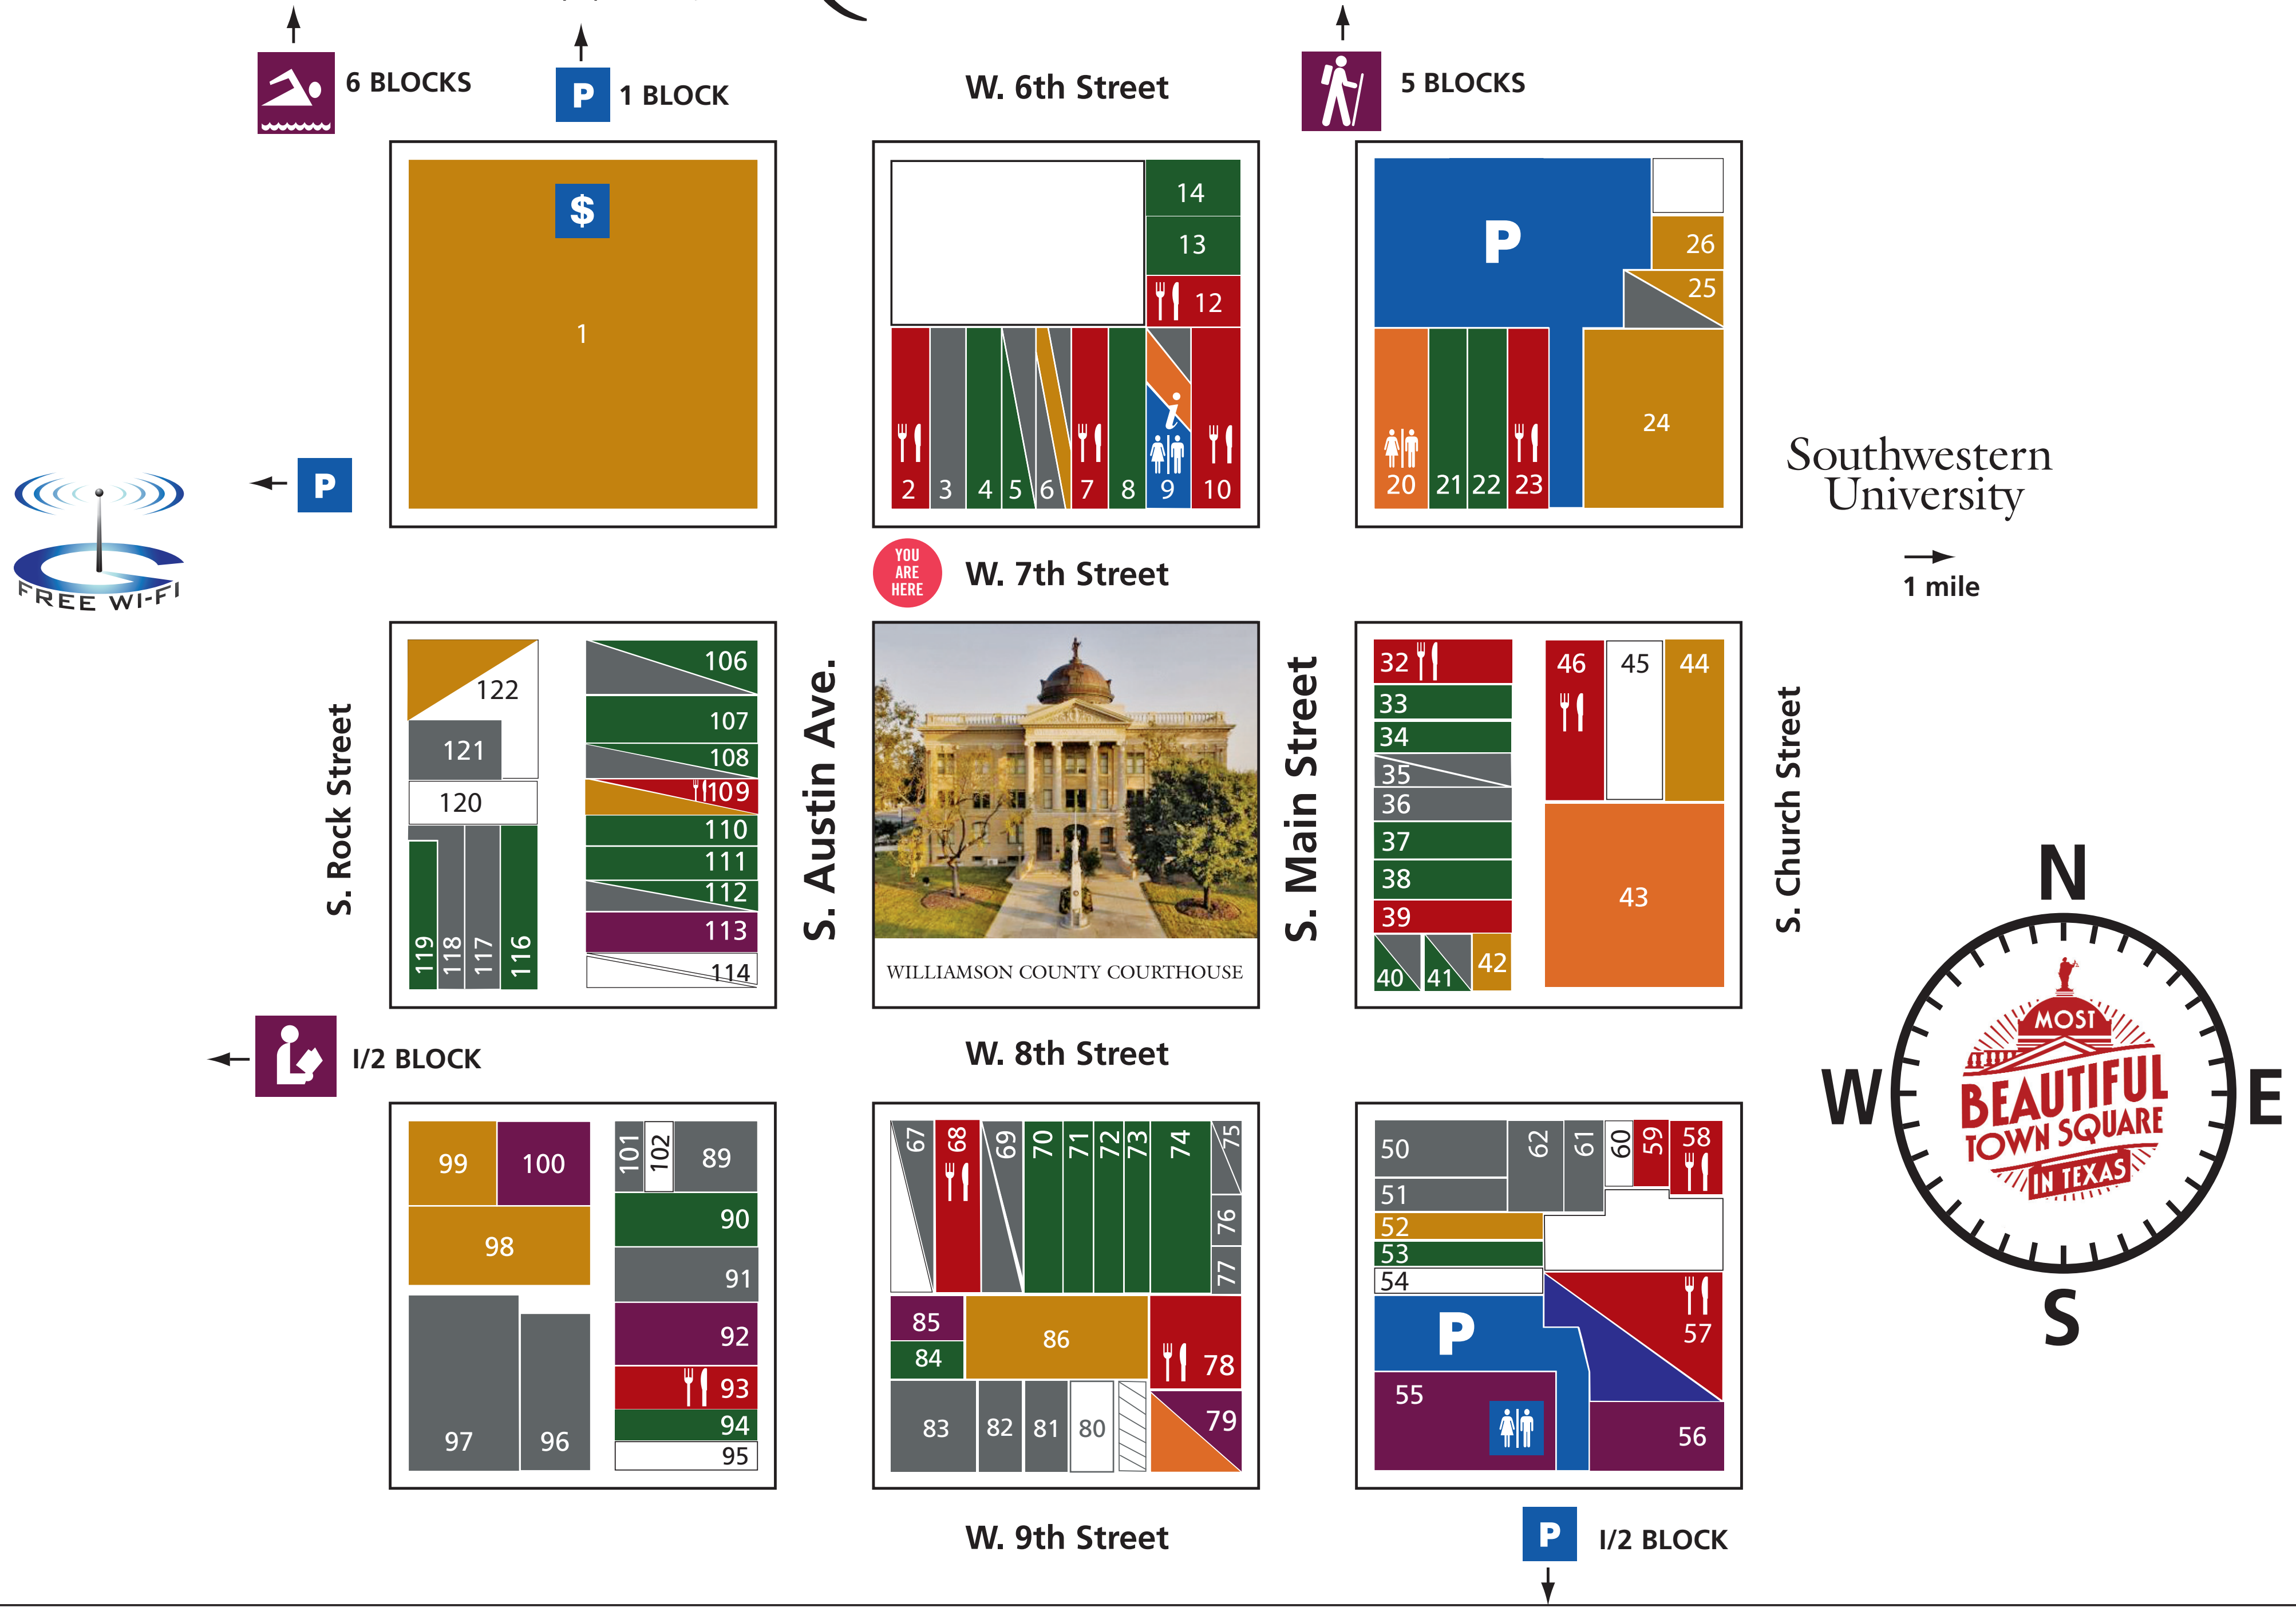 6 BLOCKS
P
1 BLOCK
W. 6th Street
5 BLOCKS
$
1
14
13
12
2 3 4 5 6 7 8 9 10
i
P
26
25
24
20 21 22 23
P
FREE WI-FI
Southwestern
University
1 mile
YOU
ARE
HERE
W. 7th Street
S. Rock Street
122
121
120
119 118 117 116
106
107
108
109
110
111
112
113
114
S. Austin Ave.
WILLIAMSON COUNTY COURTHOUSE
S. Main Street
32
33
34
35
36
37
38
39
40 41 42
46 45 44
43
S. Church Street
I/2 BLOCK
W. 8th Street
99 100
98
97 96
101 102 89
90
91
92
93
94
95
67 68 69 70 71 72 73 74 75
76
77
85
84
86
78
83 82 81 80
79
50
51
52
53
54
62 61 60 59 58
P
57
55
56
N
W
E
S
MOST
BEAUTIFUL
TOWN SQUARE
IN TEXAS
W. 9th Street
P
I/2 BLOCK